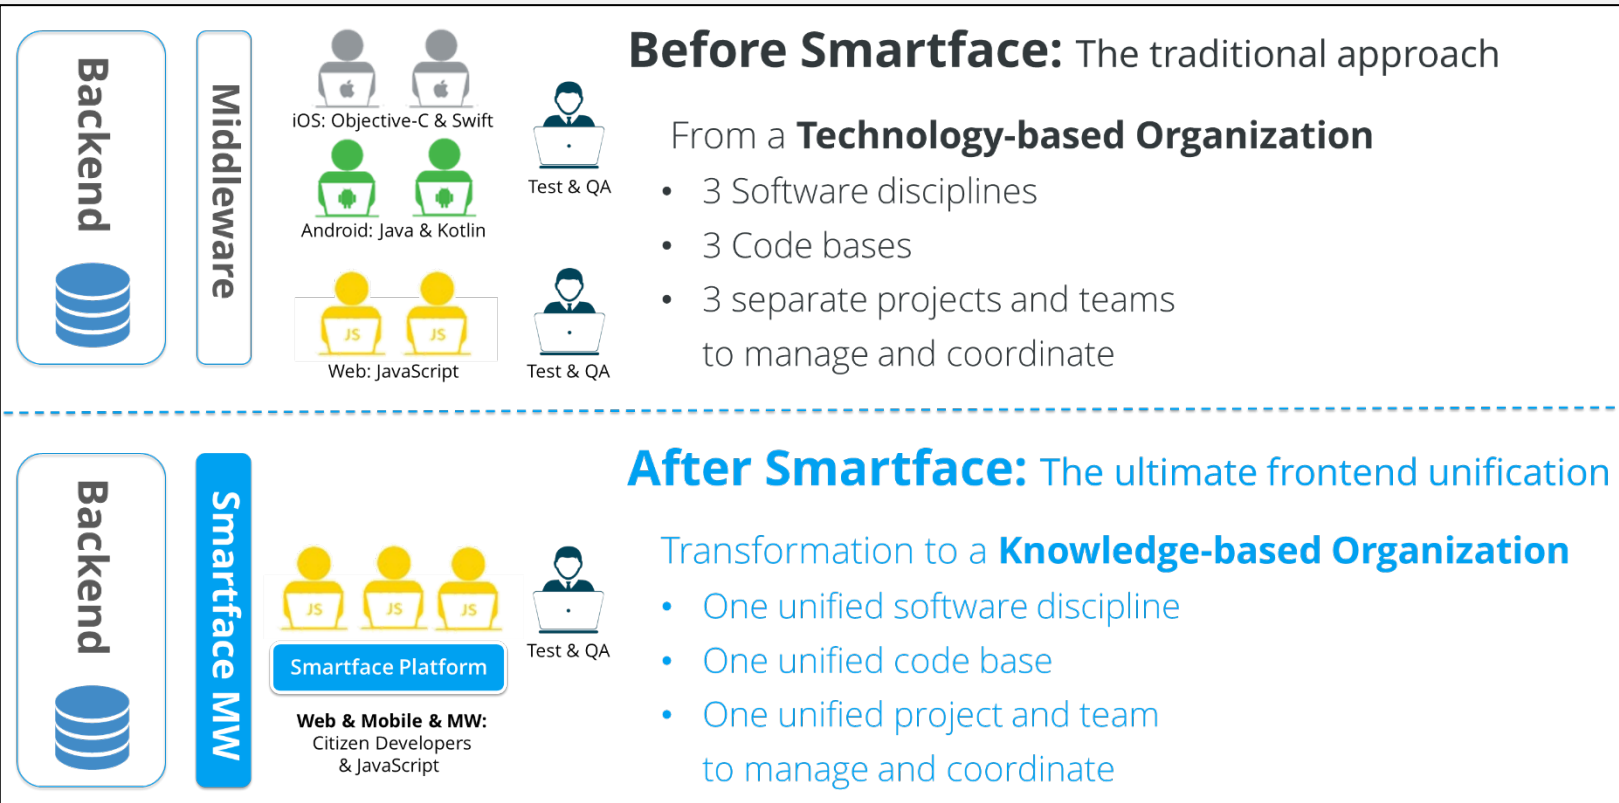 Backend
Middleware
iOS: Objective-C & Swift
Android: Java & Kotlin
Test & QA
JS
JS
Web: JavaScript
Test & QA
Before Smartface: The traditional approach
From a Technology-based Organization
• 3 Software disciplines
• 3 Code bases
• 3 separate projects and teams
to manage and coordinate
Backend
Smartface MW
JS
JS
JS
Smartface Platform
Web & Mobile & MW:
Citizen Developers
& JavaScript
Test & QA
After Smartface: The ultimate frontend unification
Transformation to a Knowledge-based Organization
• One unified software discipline
• One unified code base
• One unified project and team
to manage and coordinate